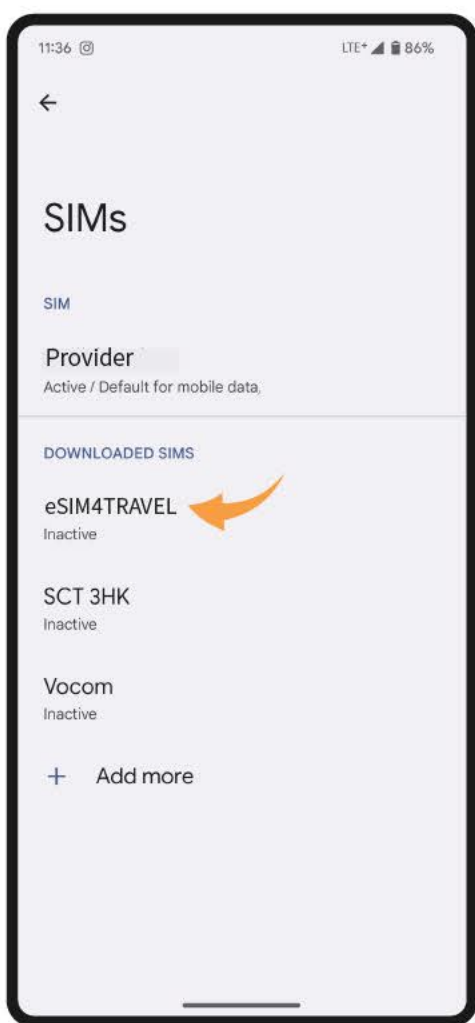 11:36 LTE+ 86%
SIMs
SIM
Provider
Active / Default for mobile data,
DOWNLOADED SIMS
eSIM4TRAVEL
Inactive
SCT 3HK
Inactive
Vocom
Inactive
+ Add more